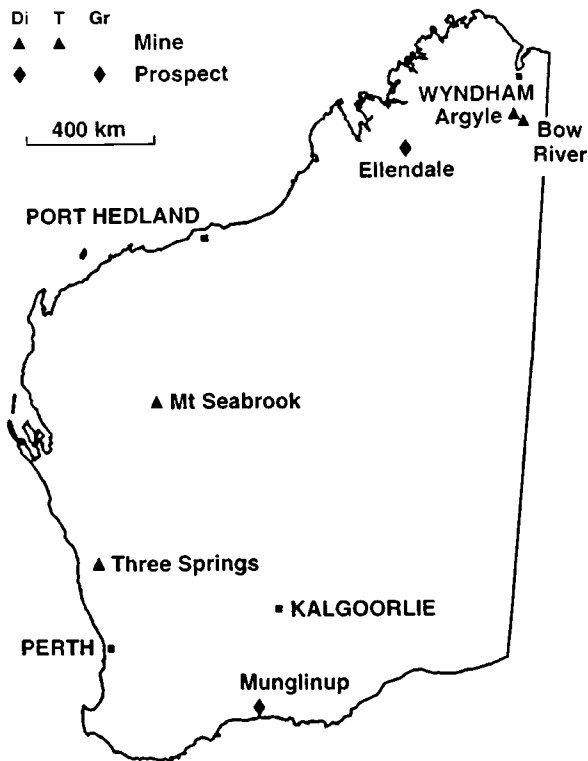 Di T Gr
Mine
Prospect
400 km
WYNDHAM
Argyle
Bow
River
Ellendale
PORT HEDLAND
Mt Seabrook
Three Springs
KALGOORLIE
PERTH
Munglinup